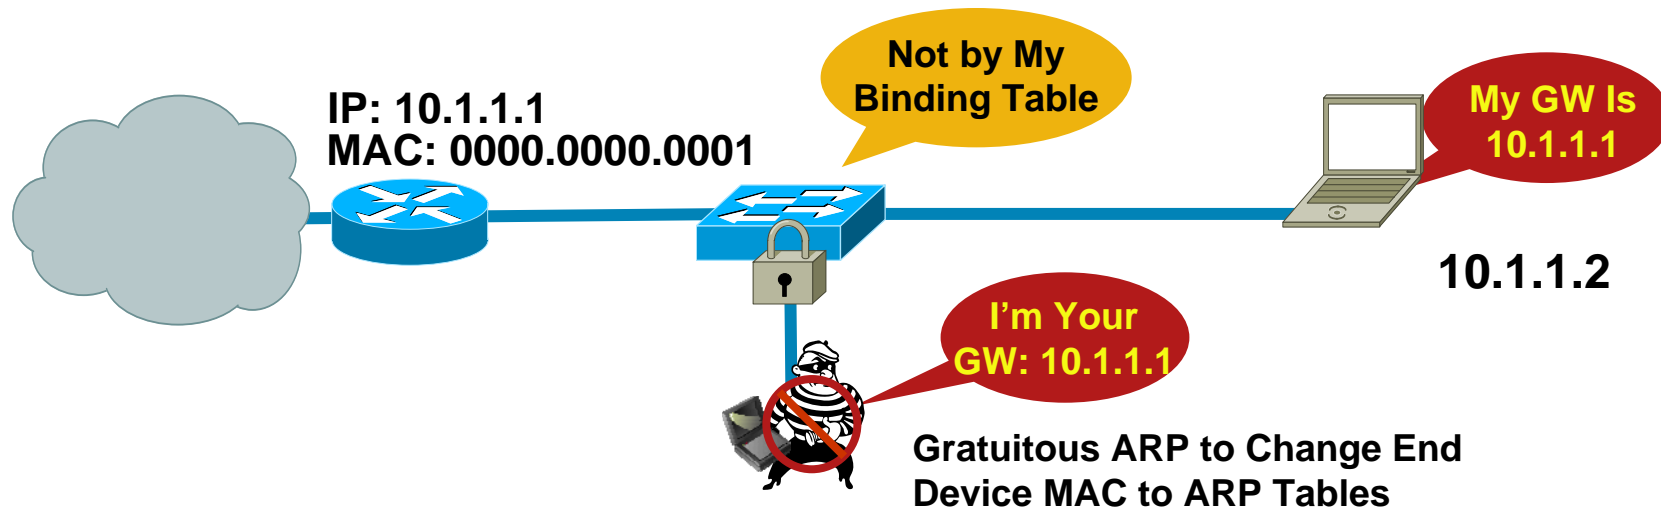 Not by My
Binding Table
IP: 10.1.1.1
MAC: 0000.0000.0001
My GW Is
10.1.1.1
10.1.1.2
I'm Your
GW: 10.1.1.1
Gratuitous ARP to Change End
Device MAC to ARP Tables